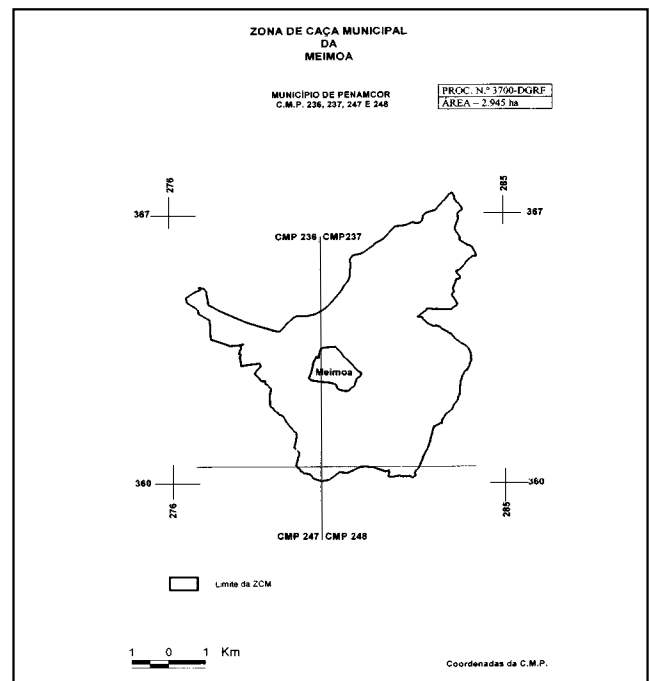 ZONA DE CAÇA MUNICIPAL
DA
MEIMOA
MUNICÍPIO DE PENAMCOR
C.M.P. 236, 237, 247 E 248
PROC. N.º 3700-DGRF
ÁREA – 2.945 ha
276
285
367
367
CMP 236 CMP237
Meimoa
360
360
276
285
CMP 247 CMP 248
Limite da ZCM
1 0 1 Km
Coordenadas da C.M.P.